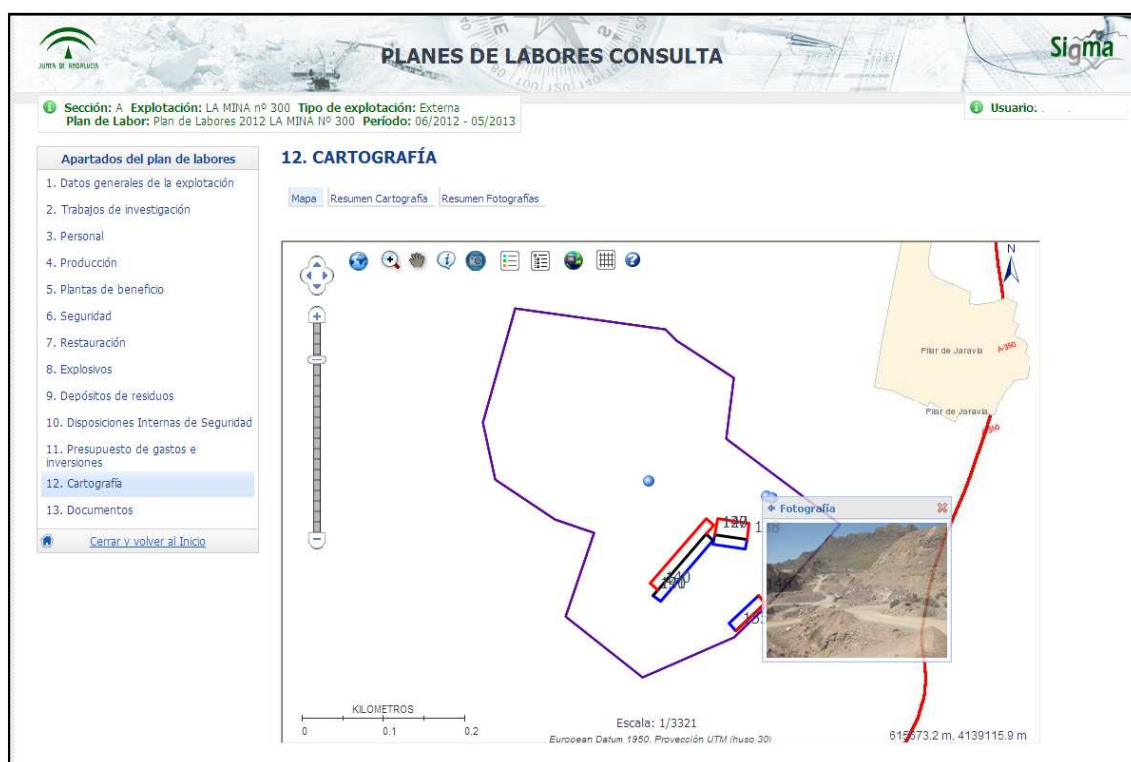 JUNTA DE ANDALUCIA
PLANES DE LABORES CONSULTA
Sigma
Sección: A Explotación: LA MINA nº 300 Tipo de explotación: Externa
Plan de Labor: Plan de Labores 2012 LA MINA Nº 300 Período: 06/2012 - 05/2013
Usuario:
Apartados del plan de labores
1. Datos generales de la explotación
2. Trabajos de investigación
3. Personal
4. Producción
5. Plantas de beneficio
6. Seguridad
7. Restauración
8. Explosivos
9. Depósitos de residuos
10. Disposiciones Internas de Seguridad
11. Presupuesto de gastos e
inversiones
12. Cartografía
13. Documentos
Cerrar y volver al Inicio
12. CARTOGRAFÍA
Mapa Resumen Cartografía Resumen Fotografías
N
Pilar de Jaravia
A-350
Pilar de Jaravia
A-350
Fotografía
KILOMETROS
0 0.1 0.2
Escala: 1/3321
European Datum 1950. Proyección UTM (huso 30)
4139115.9 m